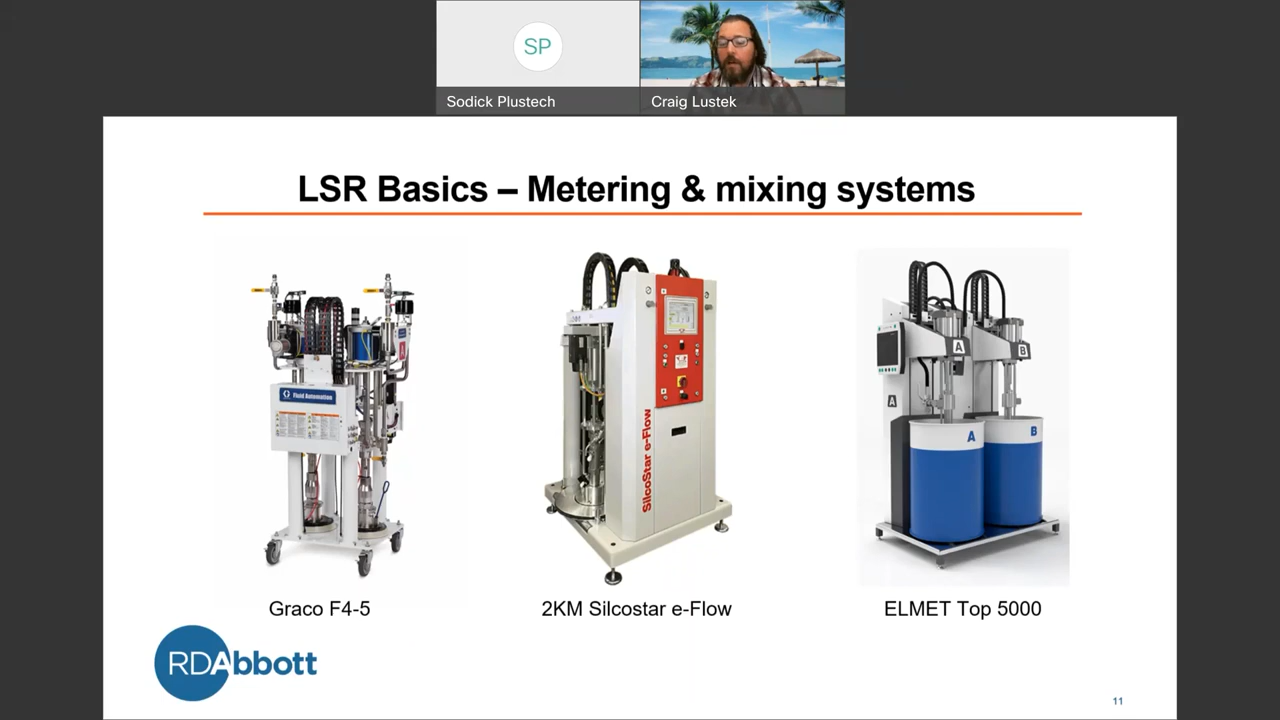 SP
Sodick Plustech
Craig Lustek
LSR Basics – Metering & mixing systems
Fluid Automation
A
SilcoStar e-Flow
A
B
A
A
B
Graco F4-5
2KM Silcostar e-Flow
ELMET Top 5000
RDAbbott
11